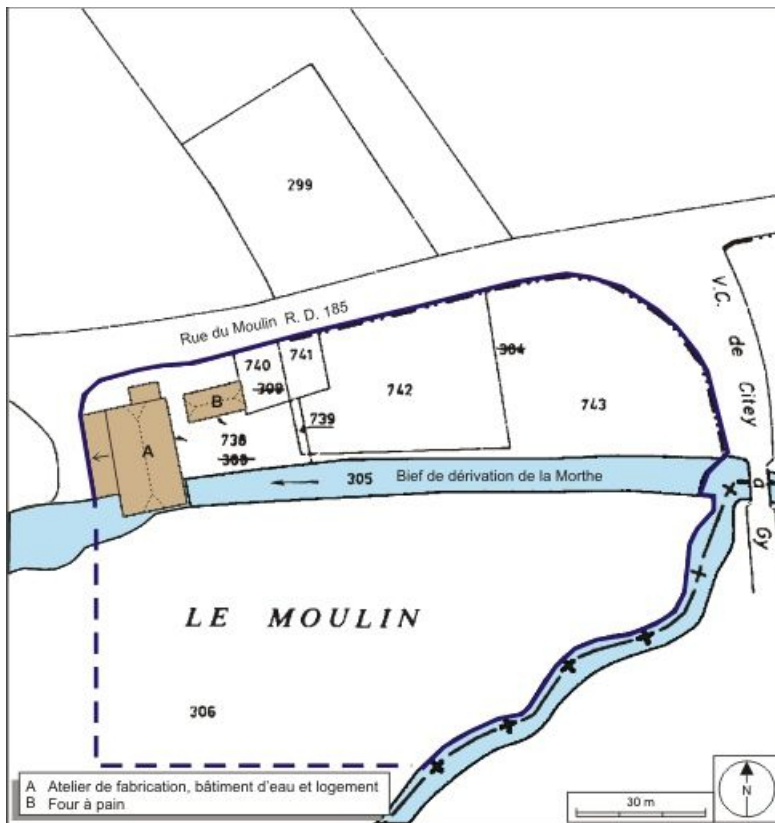 299
V.C. de Citey
à Gy
Rue du Moulin R. D. 185
740
741
309
304
742
743
B
A
738
308
739
305
Bief de dérivation de la Morthe
LE MOULIN
306
A Atelier de fabrication, bâtiment d'eau et logement
B Four à pain
30 m
N